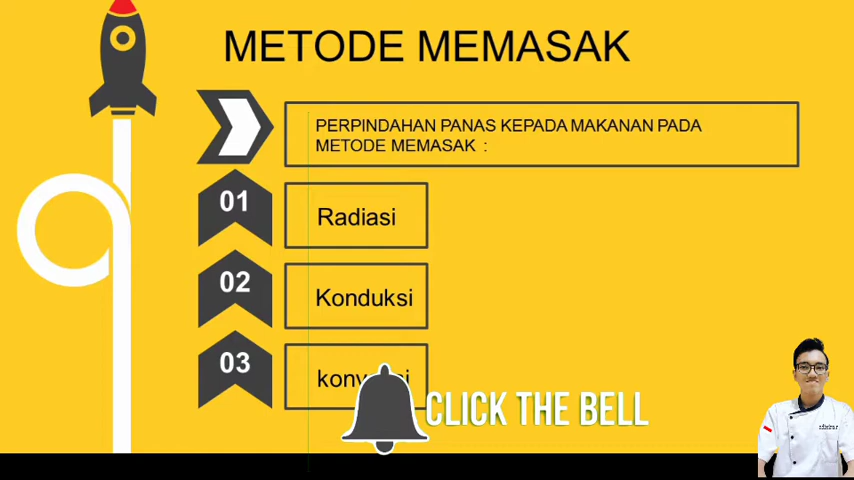 METODE MEMASAK
PERPINDAHAN PANAS KEPADA MAKANAN PADA
METODE MEMASAK :
01
Radiasi
02
Konduksi
03
CLICK THE BELL